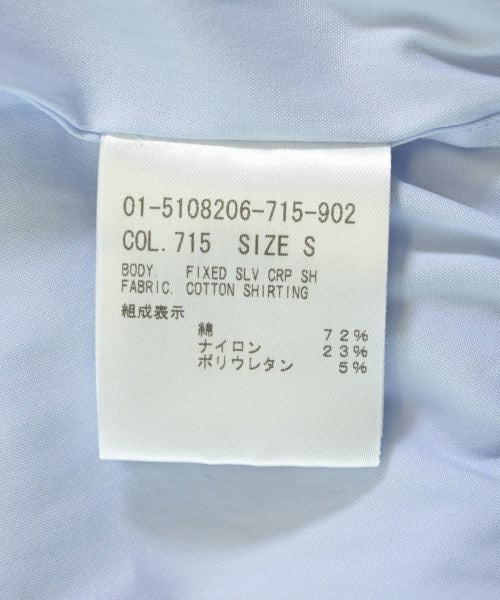 01-5108206-715-902
COL. 715 SIZE S
BODY. FIXED SLV CRP SH
FABRIC. COTTON SHIRTING
組成表示
綿 72%
ナイロン 23%
ポリウレタン 5%